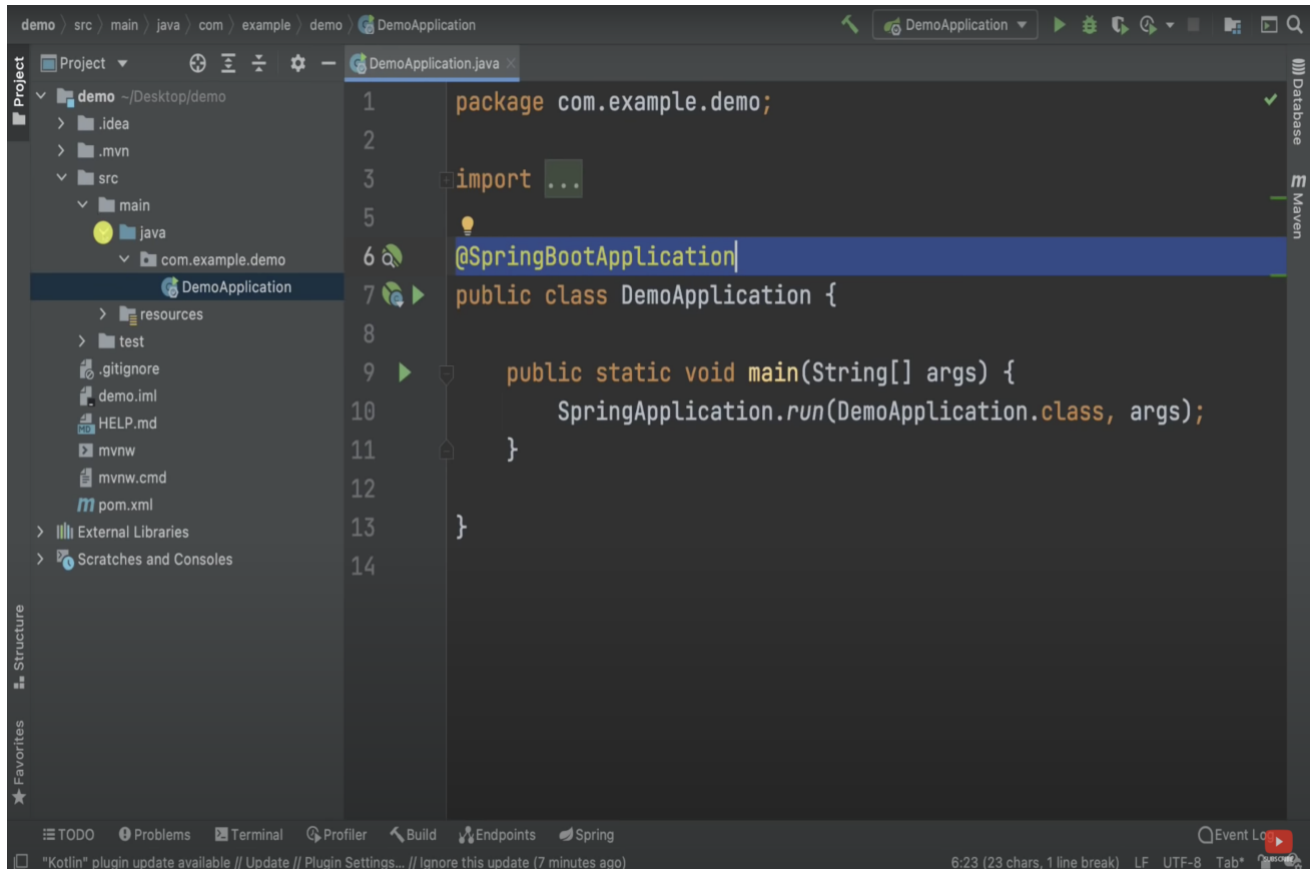 demo › src › main › java › com › example › demo › DemoApplication
DemoApplication
Project
Project
DemoApplication.java
demo ~/Desktop/demo
.idea
.mvn
src
main
java
com.example.demo
DemoApplication
resources
test
.gitignore
demo.iml
HELP.md
mvnw
mvnw.cmd
pom.xml
External Libraries
Scratches and Consoles
Structure
Favorites
1 package com.example.demo;
2
3 import ...
5
6 @SpringBootApplication
7 public class DemoApplication {
8
9 public static void main(String[] args) {
10 SpringApplication.run(DemoApplication.class, args);
11 }
12
13 }
14
Database
m Maven
TODO Problems Terminal Profiler Build Endpoints Spring Event Log
"Kotlin" plugin update available // Update // Plugin Settings... // Ignore this update (7 minutes ago) 6:23 (23 chars, 1 line break) LF UTF-8 Tab*
SUBSCRIBE